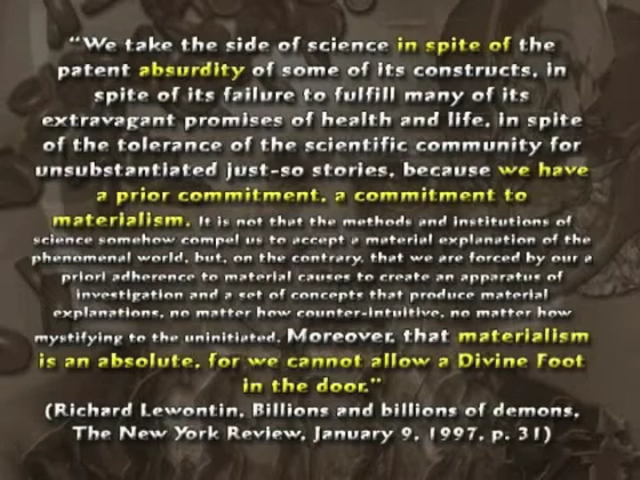 “We take the side of science in spite of the
patent absurdity of some of its constructs, in
spite of its failure to fulfill many of its
extravagant promises of health and life, in spite
of the tolerance of the scientific community for
unsubstantiated just-so stories, because we have
a prior commitment, a commitment to
materialism. It is not that the methods and institutions of
science somehow compel us to accept a material explanation of the
phenomenal world, but, on the contrary, that we are forced by our a
priori adherence to material causes to create an apparatus of
investigation and a set of concepts that produce material
explanations, no matter how counter-intuitive, no matter how
mystifying to the uninitiated. Moreover, that materialism
is an absolute, for we cannot allow a Divine Foot
in the door.”
(Richard Lewontin, Billions and billions of demons,
The New York Review, January 9, 1997, p. 31)